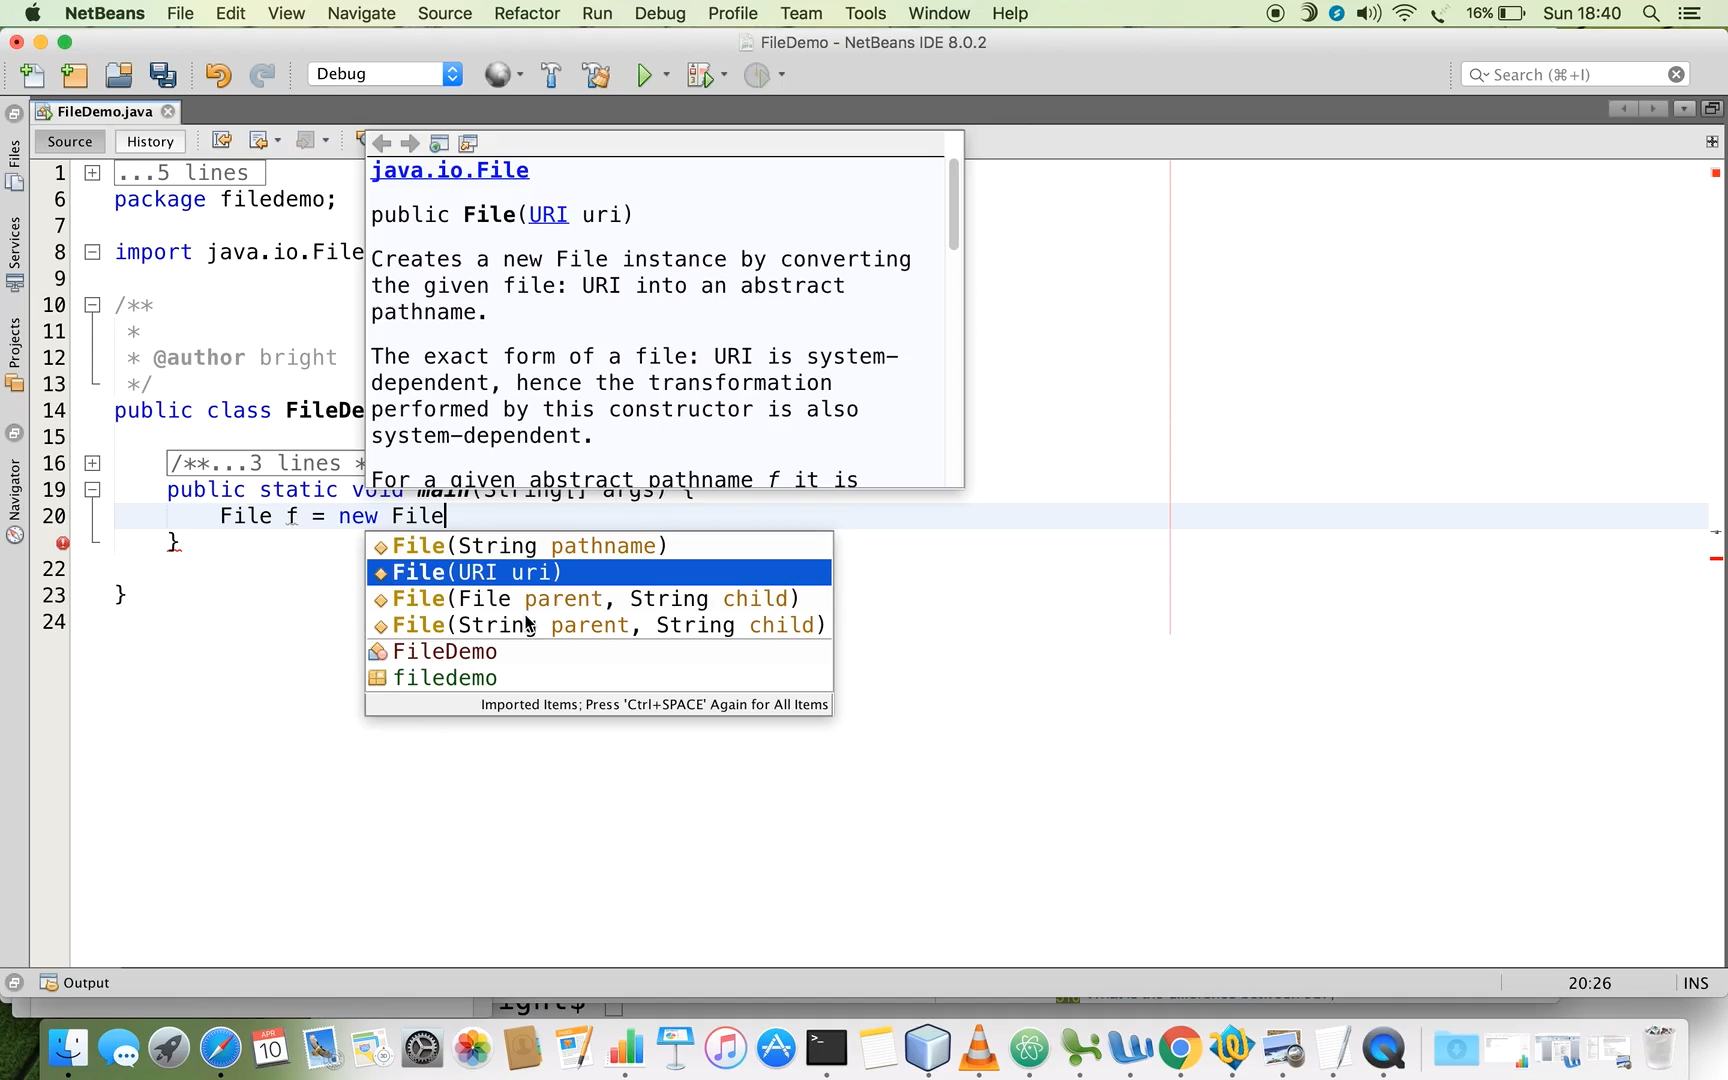 NetBeans File Edit View Navigate Source Refactor Run Debug Profile Team Tools Window Help 16% Sun 18:40
FileDemo - NetBeans IDE 8.0.2
Debug Search (⌘+I)
FileDemo.java
Source History
Files
Services
Projects
Navigator
1 ...5 lines
6 package filedemo;
7
8 import java.io.File
9
10 /**
11 *
12 * @author bright
13 */
14 public class FileDe
15
16 /**...3 lines *
19 public static void main(String[] args) {
20 File f = new File
}
22
23 }
24
java.io.File
public File(URI uri)
Creates a new File instance by converting
the given file: URI into an abstract
pathname.
The exact form of a file: URI is system-
dependent, hence the transformation
performed by this constructor is also
system-dependent.
For a given abstract pathname f it is
File(String pathname)
File(URI uri)
File(File parent, String child)
File(String parent, String child)
FileDemo
filedemo
Imported Items; Press 'Ctrl+SPACE' Again for All Items
Output 20:26 INS
APR
10